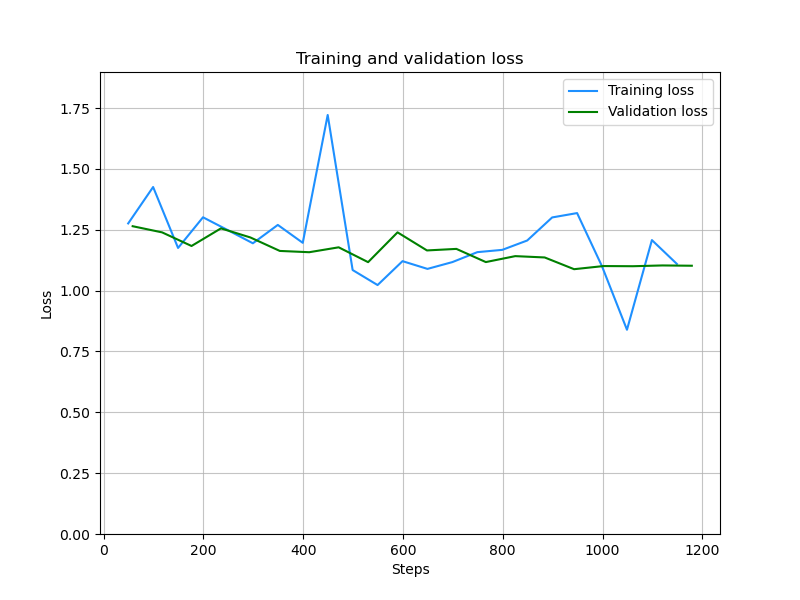 Training and validation loss
Training loss
Validation loss
1.75
1.50
1.25
1.00
0.75
0.50
0.25
0.00
Loss
0 200 400 600 800 1000 1200
Steps